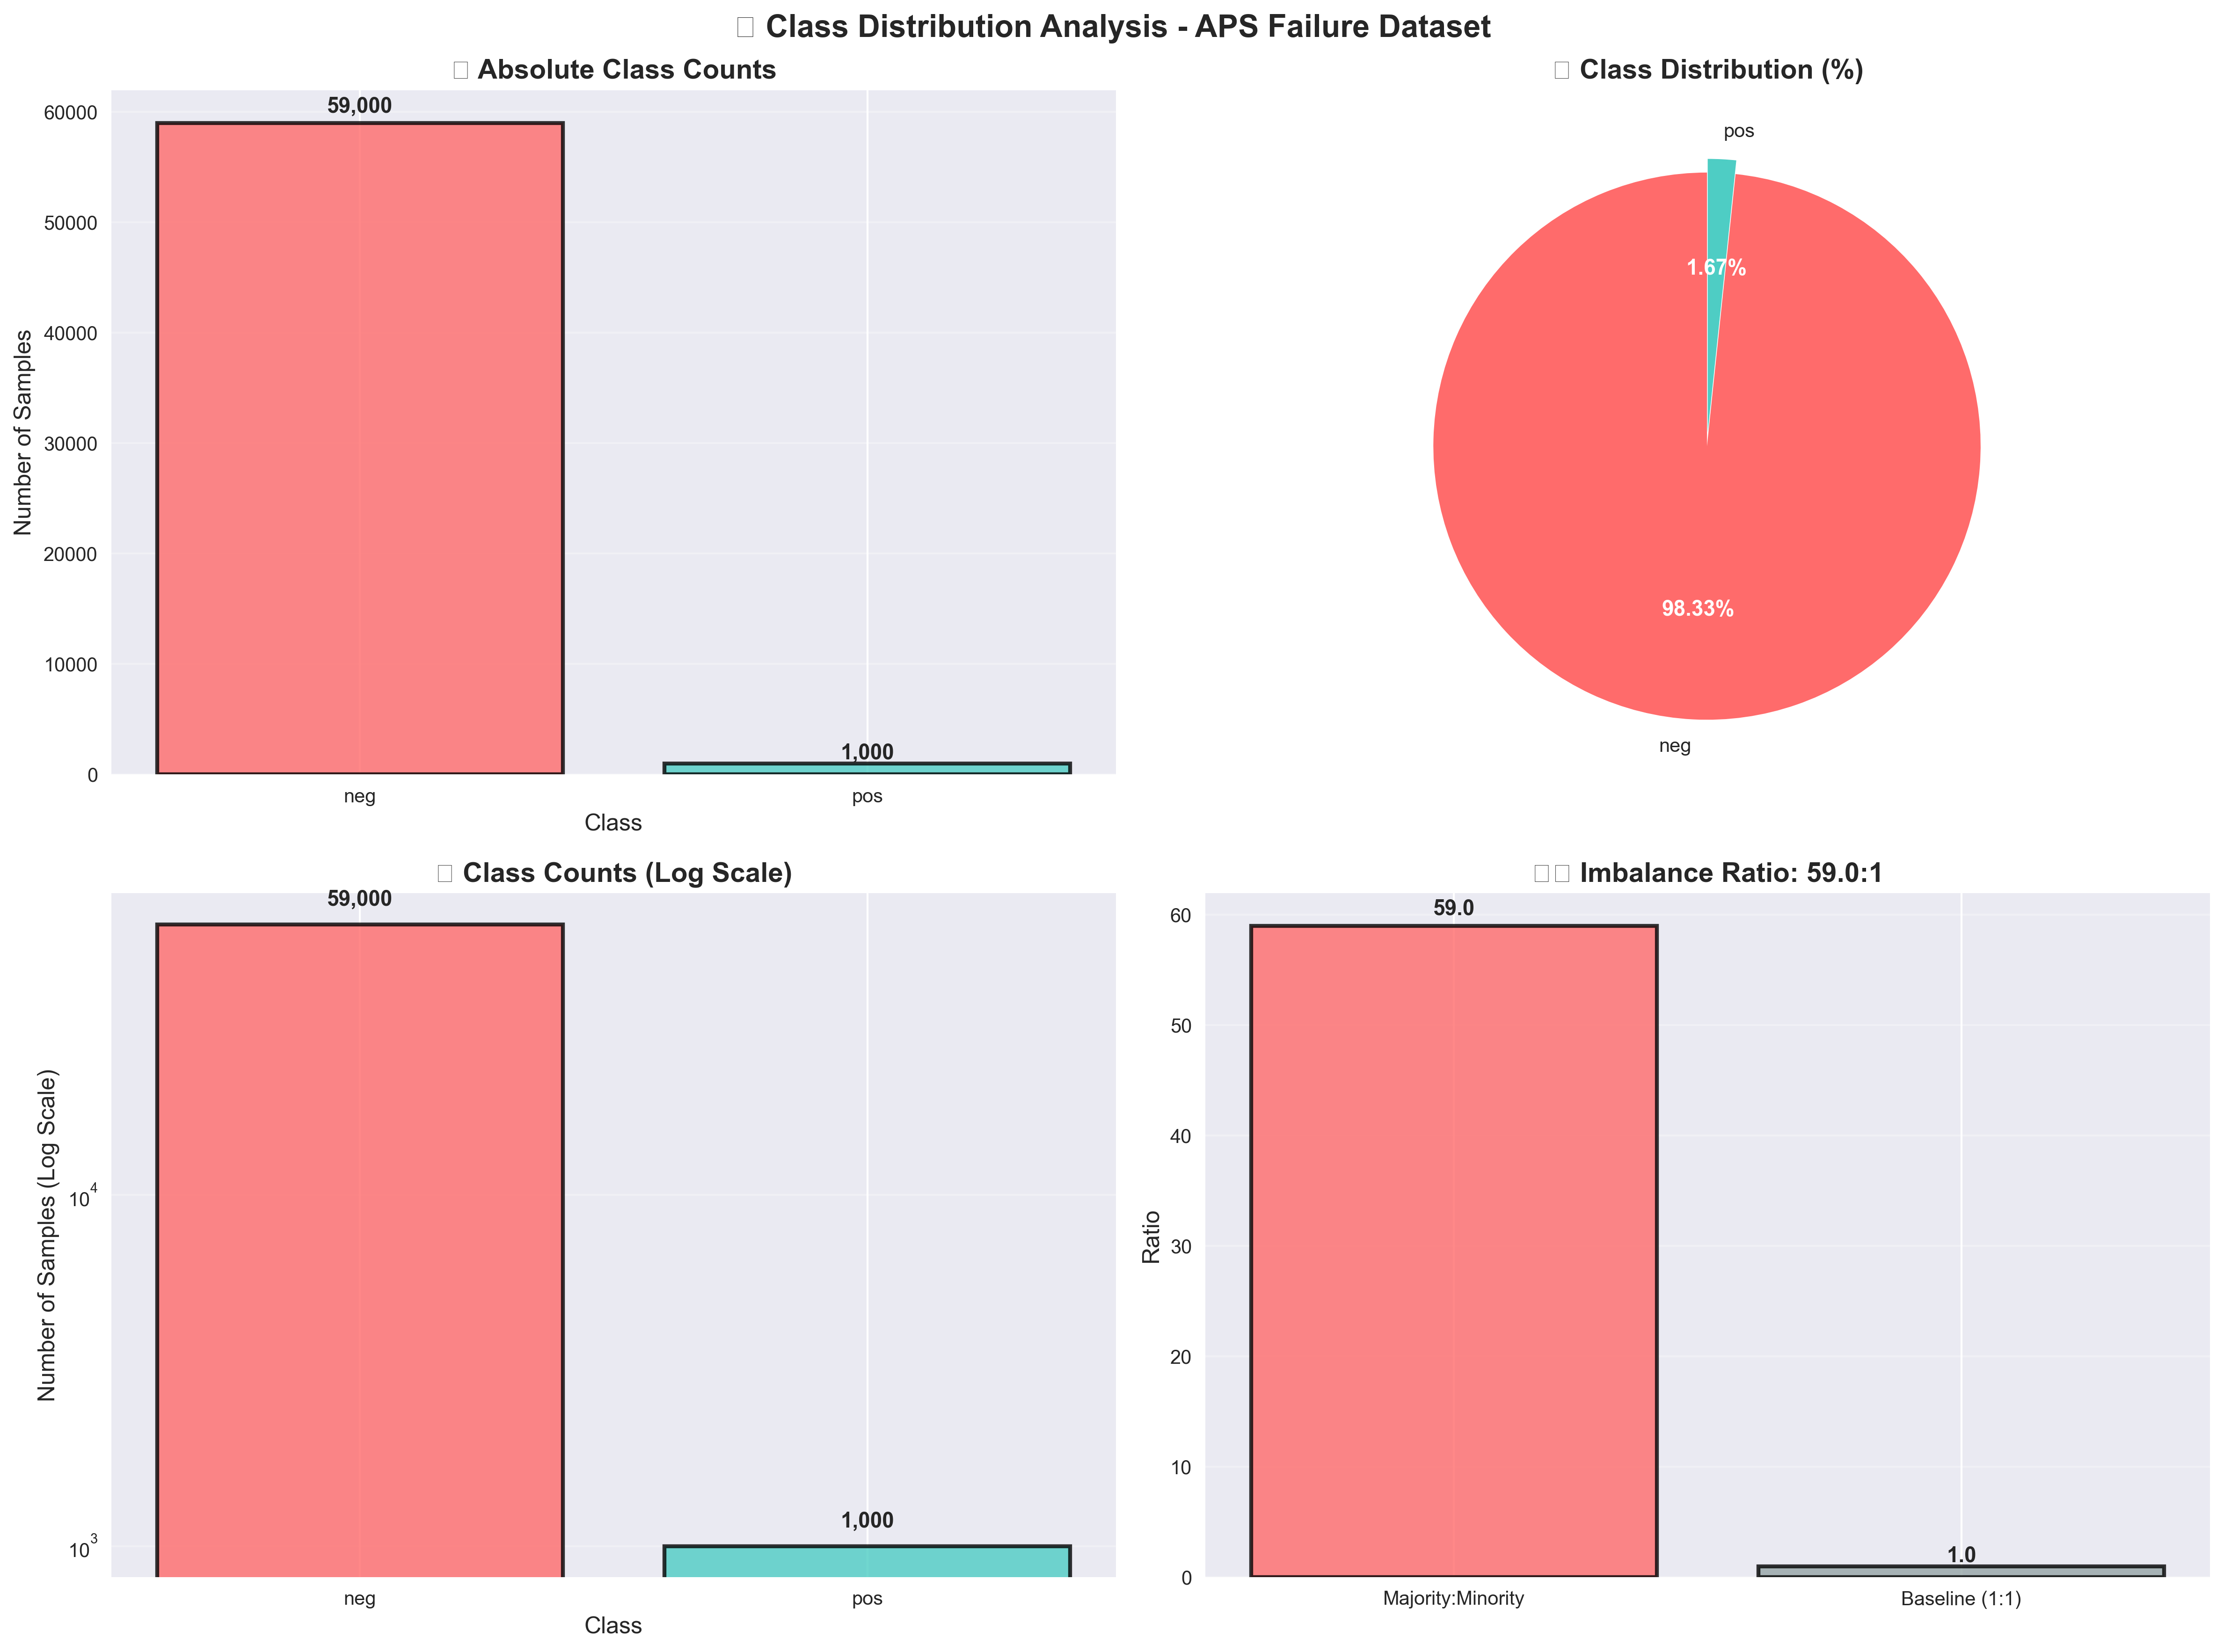 Class Distribution Analysis - APS Failure Dataset
Absolute Class Counts
60000
50000
40000
30000
20000
10000
0
Number of Samples
59,000
1,000
neg
pos
Class
Class Distribution (%)
pos
1.67%
98.33%
neg
Class Counts (Log Scale)
10^4
10^3
Number of Samples (Log Scale)
59,000
1,000
neg
pos
Class
Imbalance Ratio: 59.0:1
60
50
40
30
20
10
0
Ratio
59.0
1.0
Majority:Minority
Baseline (1:1)